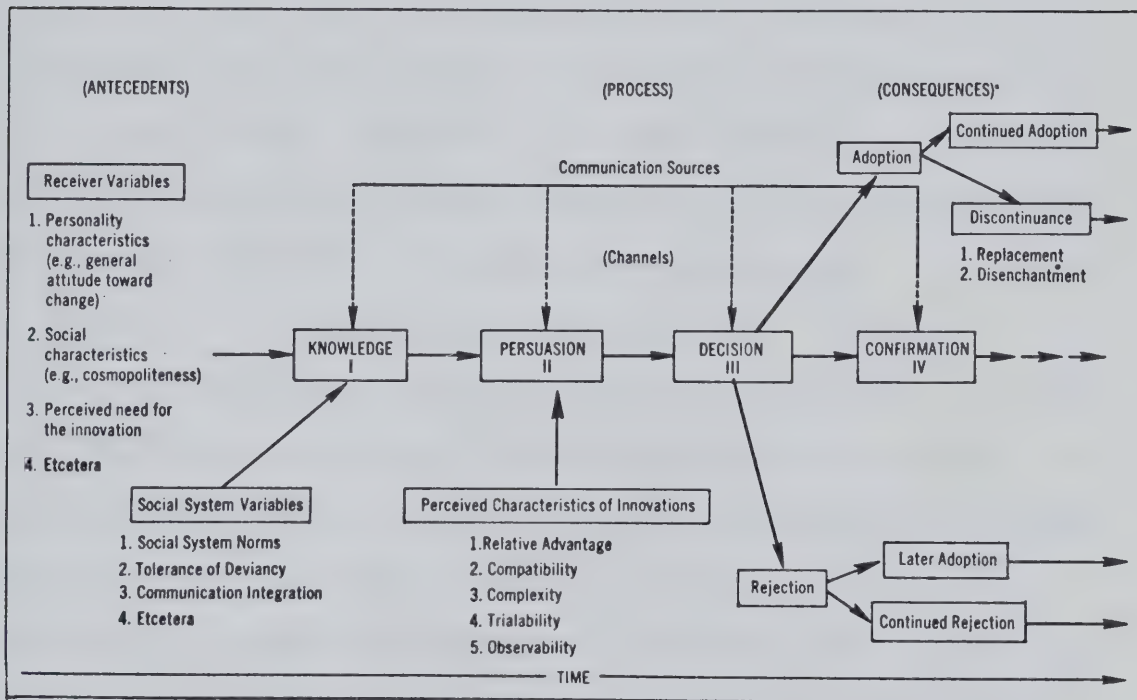 (ANTECEDENTS)
(PROCESS)
(CONSEQUENCES)*
Receiver Variables
1. Personality
characteristics
(e.g., general
attitude toward
change)
2. Social
characteristics
(e.g., cosmopoliteness)
3. Perceived need for
the innovation
4. Etcetera
Communication Sources
(Channels)
KNOWLEDGE
I
PERSUASION
II
DECISION
III
CONFIRMATION
IV
Adoption
Continued Adoption
Discontinuance
1. Replacement
2. Disenchantment
Social System Variables
1. Social System Norms
2. Tolerance of Deviancy
3. Communication Integration
4. Etcetera
Perceived Characteristics of Innovations
1. Relative Advantage
2. Compatibility
3. Complexity
4. Trialability
5. Observability
Rejection
Later Adoption
Continued Rejection
TIME